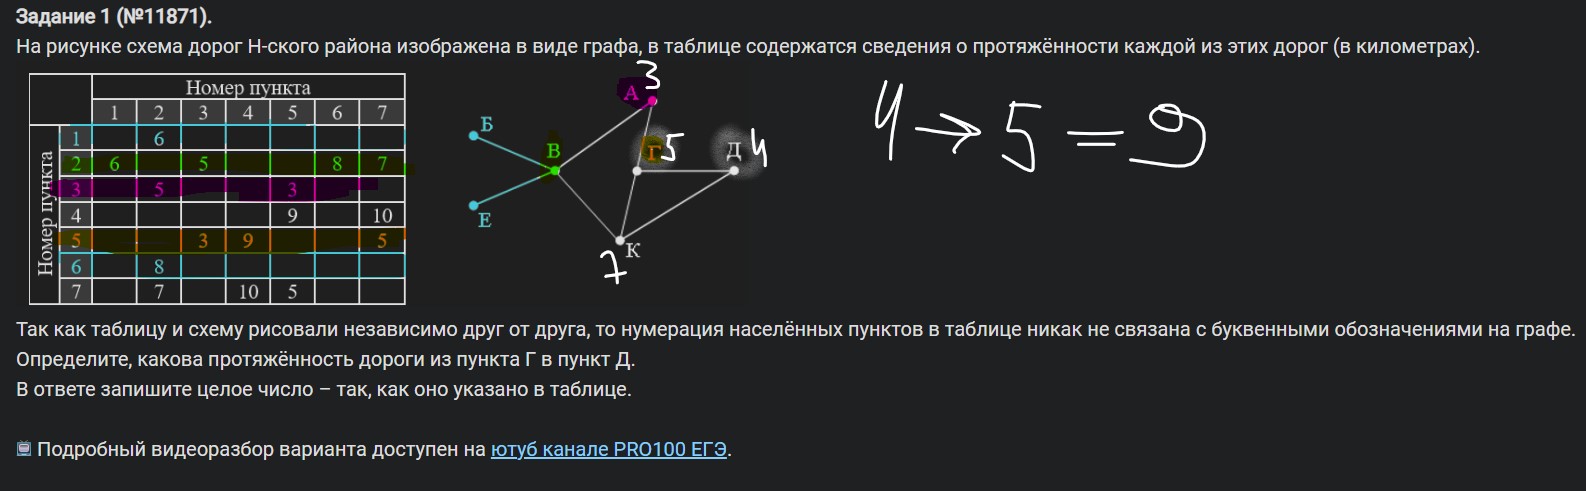 Задание 1 (№11871).
На рисунке схема дорог Н-ского района изображена в виде графа, в таблице содержатся сведения о протяжённости каждой из этих дорог (в километрах).
Номер пункта
1 2 3 4 5 6 7
Номер пункта
1 6
2 6 5 8 7
3 5 3
4 9 10
5 3 9 5
6 8
7 7 10 5
3
А
Б
В
Г 5
Д 4
Е
К
7
4 → 5 = 9
Так как таблицу и схему рисовали независимо друг от друга, то нумерация населённых пунктов в таблице никак не связана с буквенными обозначениями на графе.
Определите, какова протяжённость дороги из пункта Г в пункт Д.
В ответе запишите целое число – так, как оно указано в таблице.
Подробный видеоразбор варианта доступен на ютуб канале PRO100 ЕГЭ.